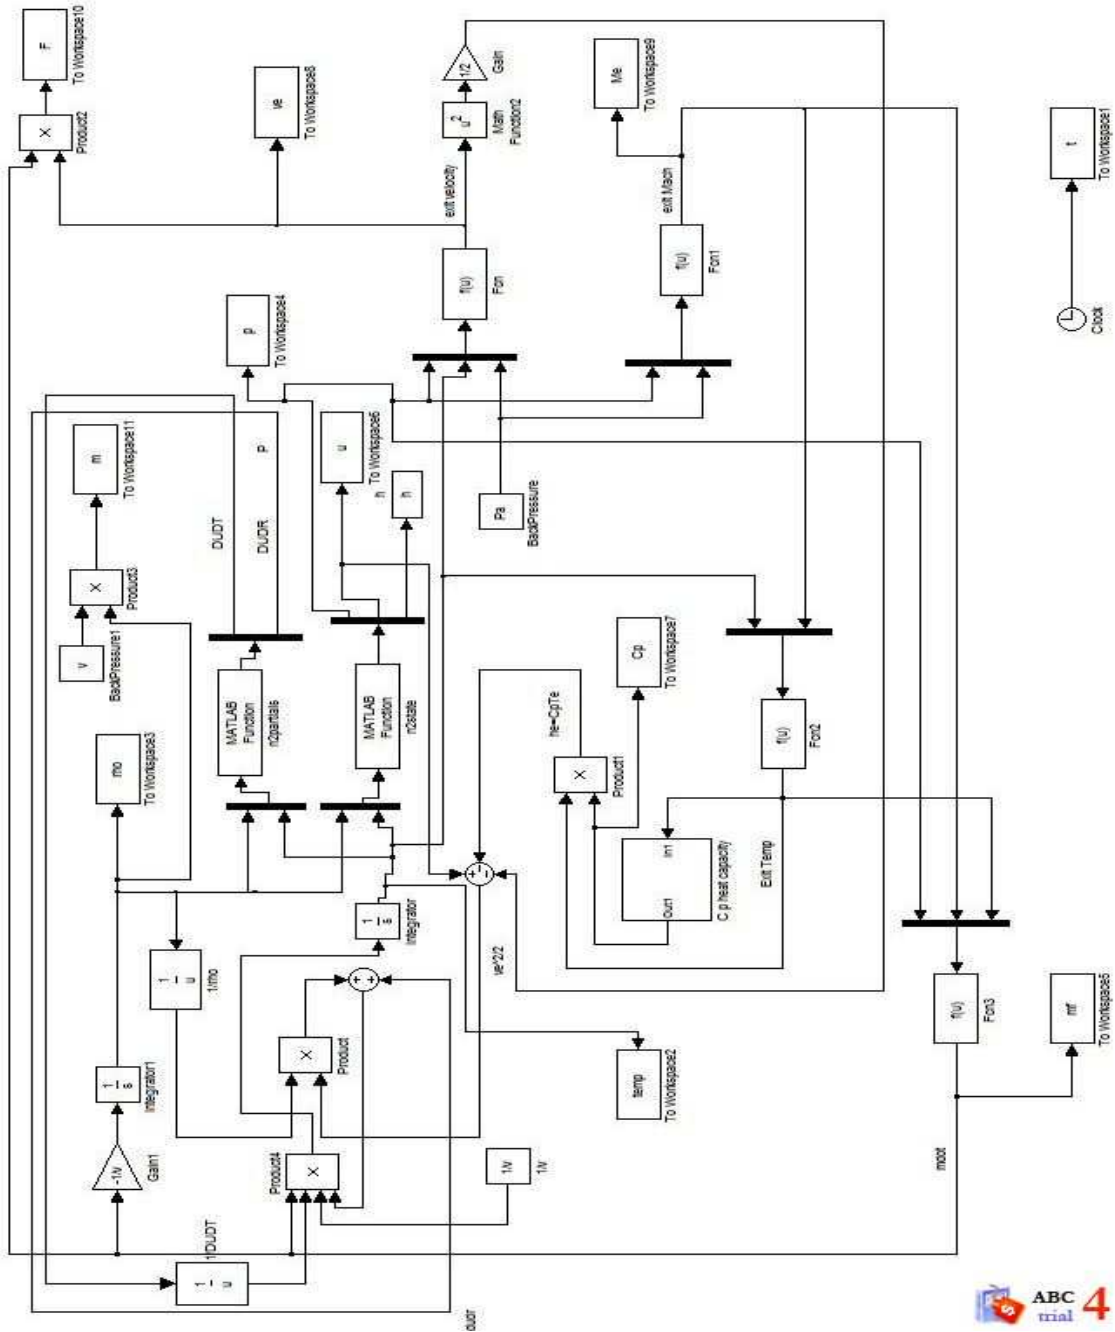 F
To Workspace10
X
Product2
ve
To Workspace8
1/2
Gain
u²
Math
Function2
exit velocity
Me
To Workspace9
exit Mach
f(u)
Fcn1
t
To Workspace1
Clock
f(u)
Fcn
p
To Workspace4
m
To Workspace11
X
Product3
v
BackPressure1
DUDT
DUDR
P
u
To Workspace6
h
h
Pa
BackPressure
MATLAB
Function
n2partials
MATLAB
Function
n2state
rho
To Workspace3
Cp
To Workspace7
he=CpTe
X
Product1
f(u)
Fcn2
In1
Out1
C p heat capacity
Exit Temp
+
-
-
ve^2/2
1
s
Integrator
1
u
1/rho
+
+
X
Product
1
s
Integrator1
-1/v
Gain1
X
Product4
1/v
1/v
temp
To Workspace2
f(u)
Fcn3
mf
To Workspace5
mdot
1/DUDT
1
u
dudr
ABC
trial
4